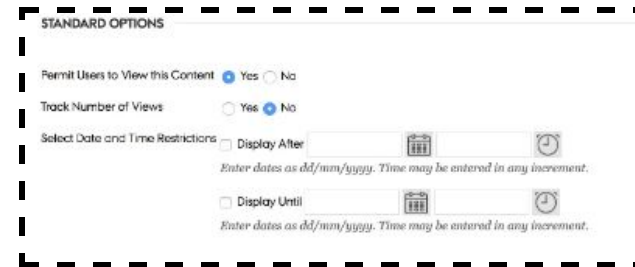 STANDARD OPTIONS
Permit Users to View this Content Yes No
Track Number of Views Yes No
Select Date and Time Restrictions Display After
Enter dates as dd/mm/yyyy. Time may be entered in any increment.
Display Until
Enter dates as dd/mm/yyyy. Time may be entered in any increment.